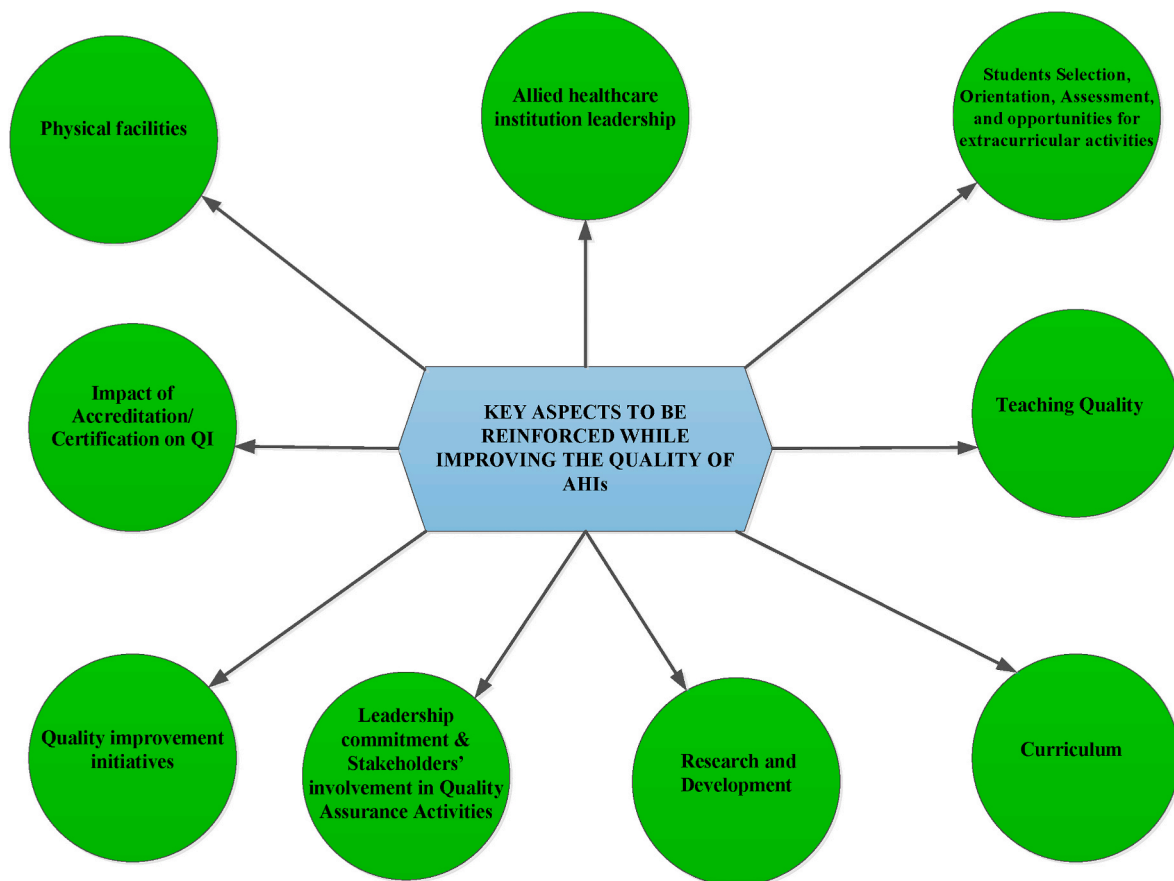 Physical facilities
Allied healthcare
institution leadership
Students Selection,
Orientation, Assessment,
and opportunities for
extracurricular activities
Impact of
Accreditation/
Certification on QI
KEY ASPECTS TO BE
REINFORCED WHILE
IMPROVING THE QUALITY OF
AHIs
Teaching Quality
Quality improvement
initiatives
Leadership
commitment &
Stakeholders’
involvement in Quality
Assurance Activities
Research and
Development
Curriculum